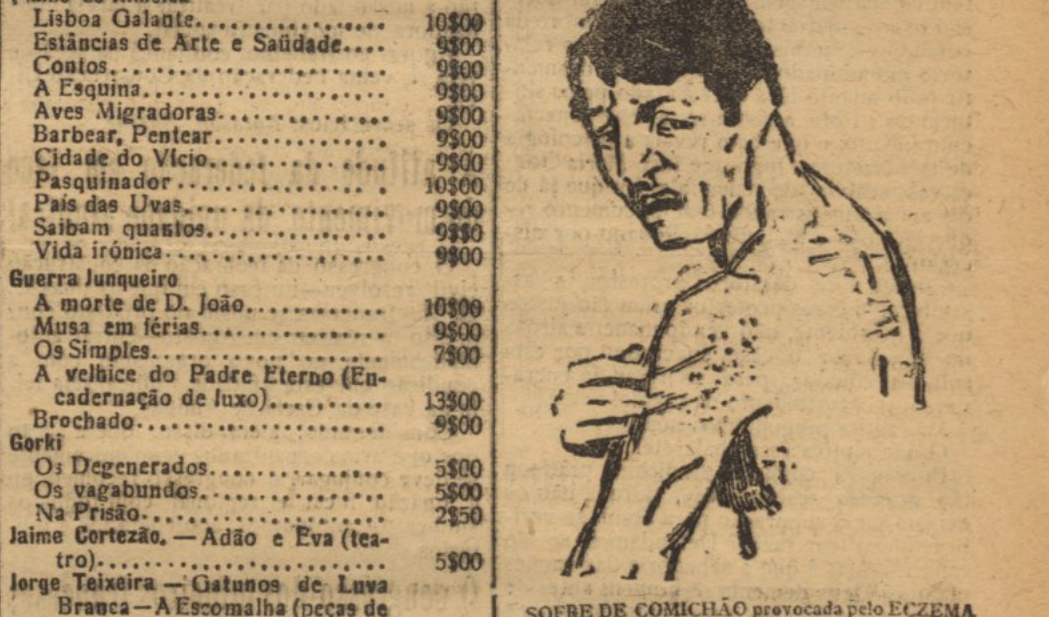 Lisboa Galante............... 10$00
Estâncias de Arte e Saüdade.... 9$00
Contos....................... 9$00
A Esquina.................... 9$00
Aves Migradoras.............. 9$00
Barbear, Pentear............. 9$00
Cidade do Vício.............. 9$00
Pasquinador.................. 10$00
País das Uvas................ 9$00
Saibam quantos............... 9$50
Vida irónica................. 9$00
Guerra Junqueiro
A morte de D. João........... 10$00
Musa em férias............... 9$00
Os Simples................... 7$00
A velhice do Padre Eterno (En-
cadernação de luxo).......... 13$00
Brochado..................... 9$00
Gorki
Os Degenerados............... 5$00
Os vagabundos................ 5$00
Na Prisão.................... 2$50
Jaime Cortezão. — Adão e Eva (tea-
tro)......................... 5$00
Jorge Teixeira — Gatunos de Luva
Branca — A Escomalha (peças de
SOFRE DE COMICHÃO provocada pelo ECZEMA